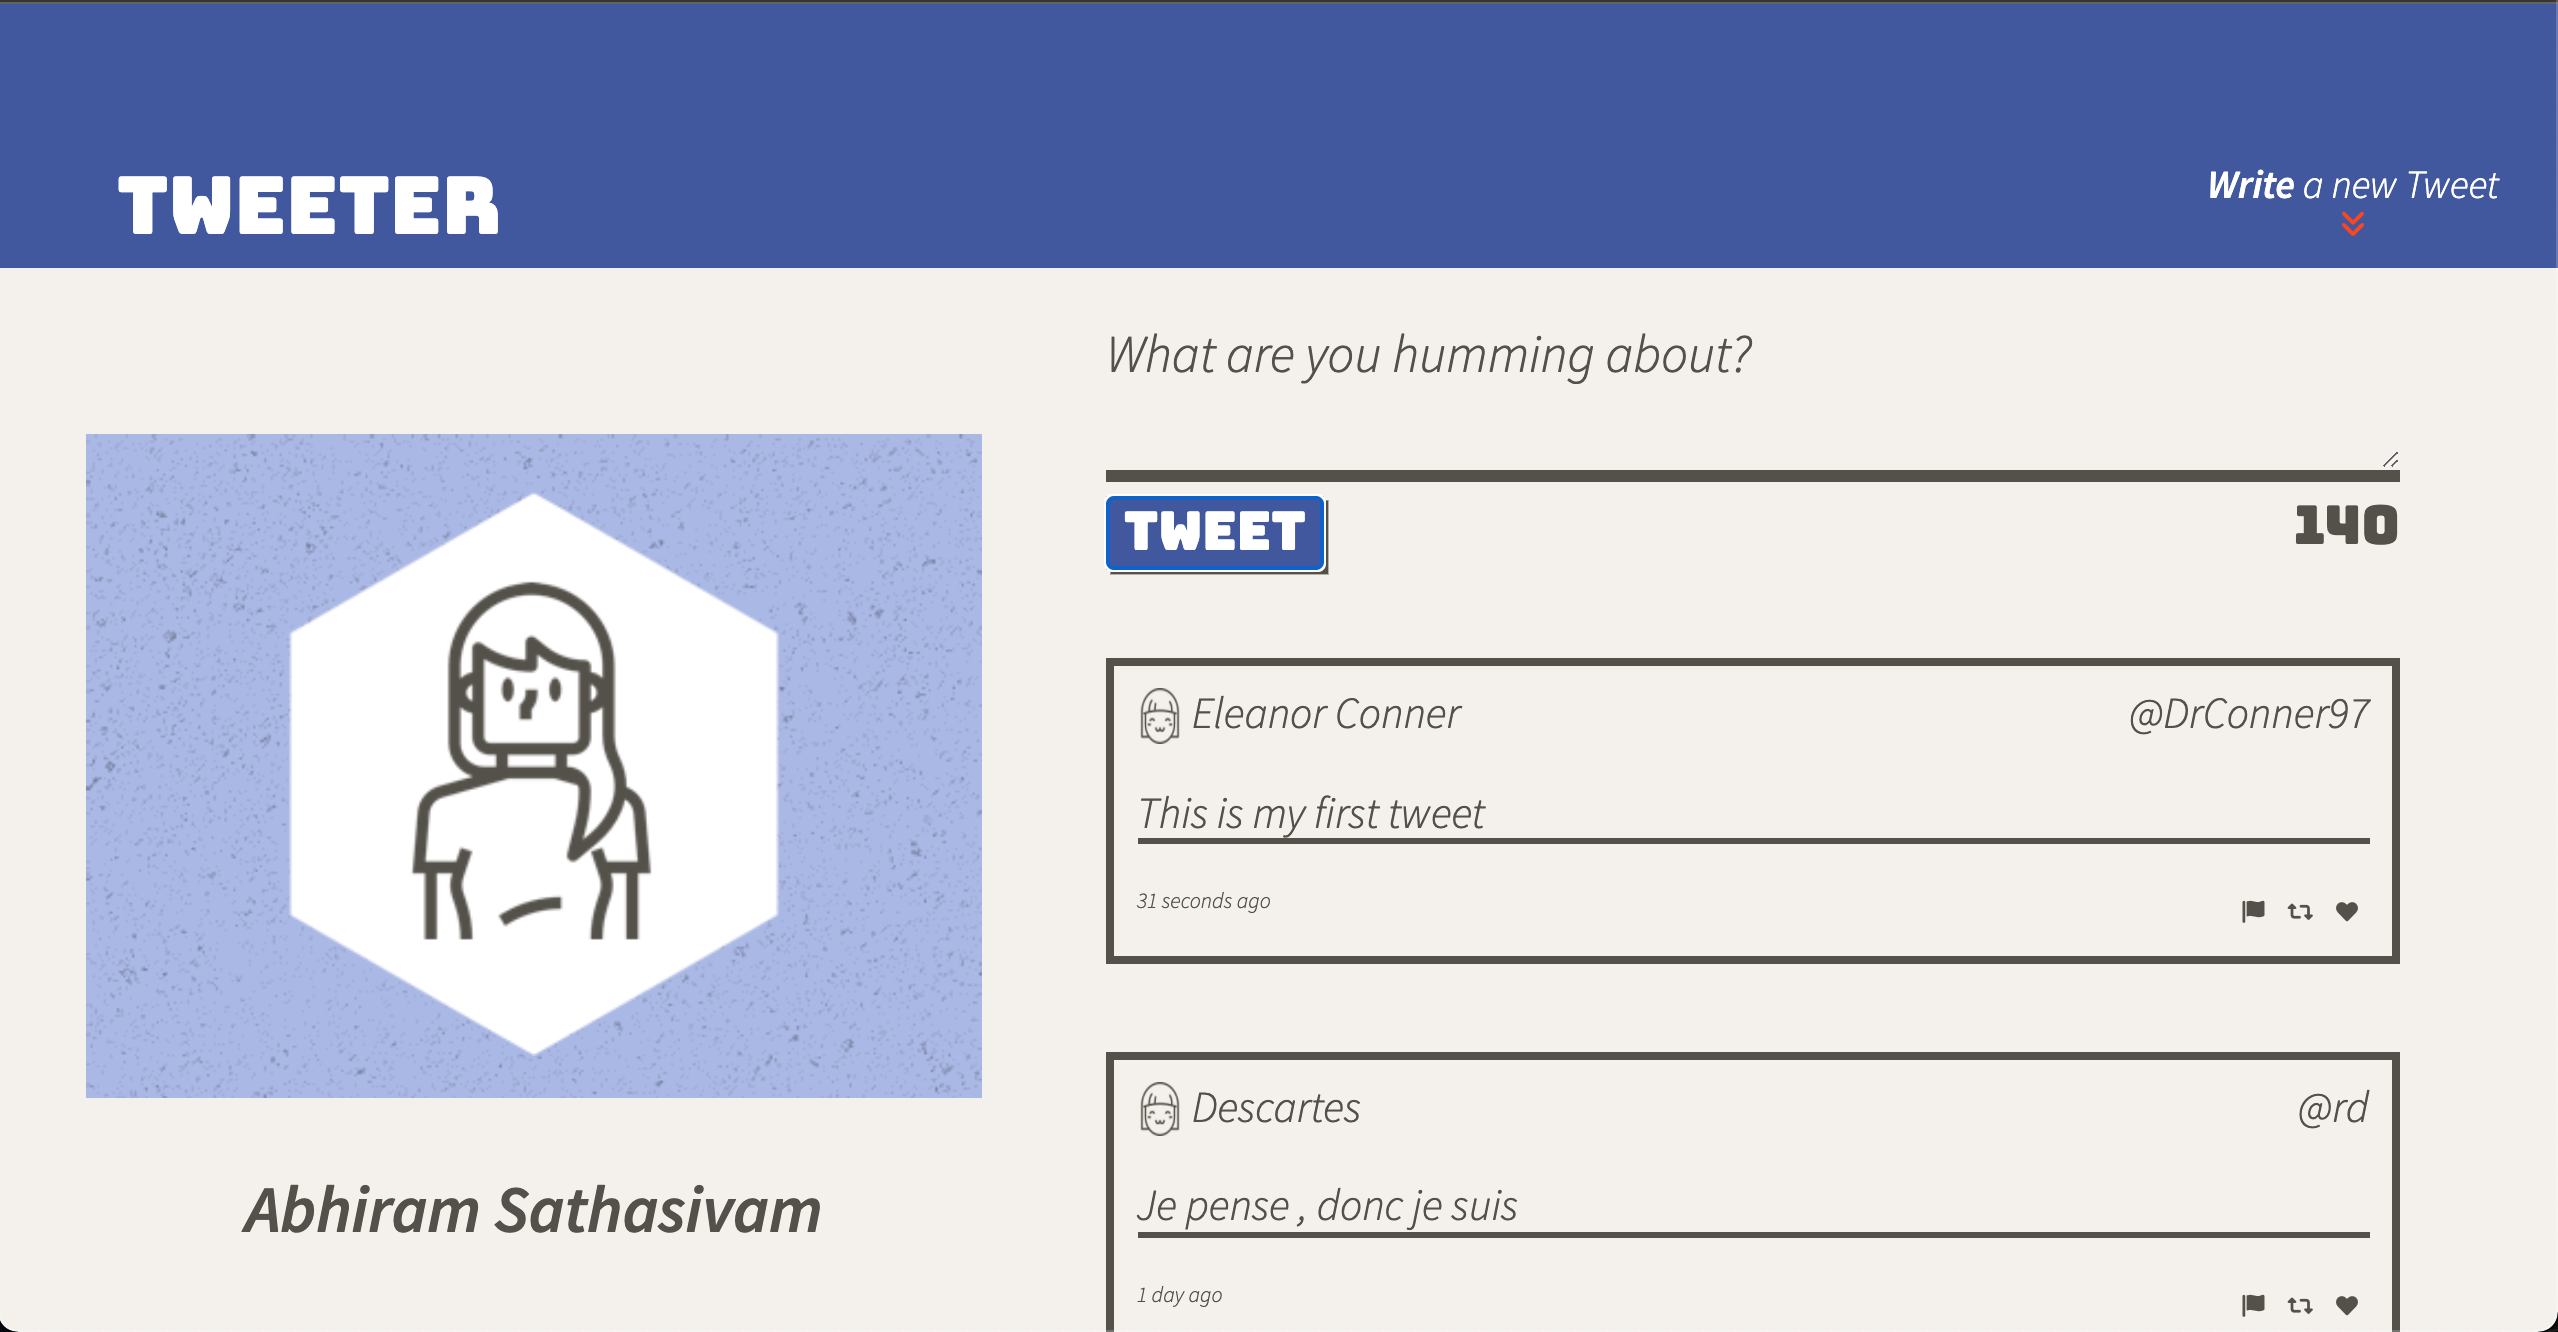 TWEETER
Write a new Tweet
What are you humming about?
TWEET
140
Eleanor Conner
@DrConner97
This is my first tweet
31 seconds ago
Descartes
@rd
Je pense , donc je suis
1 day ago
Abhiram Sathasivam